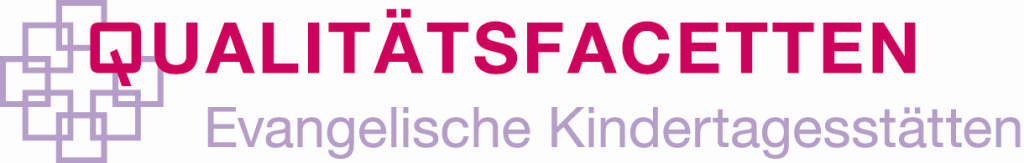 QUALITÄTSFACETTEN
Evangelische Kindertagesstätten